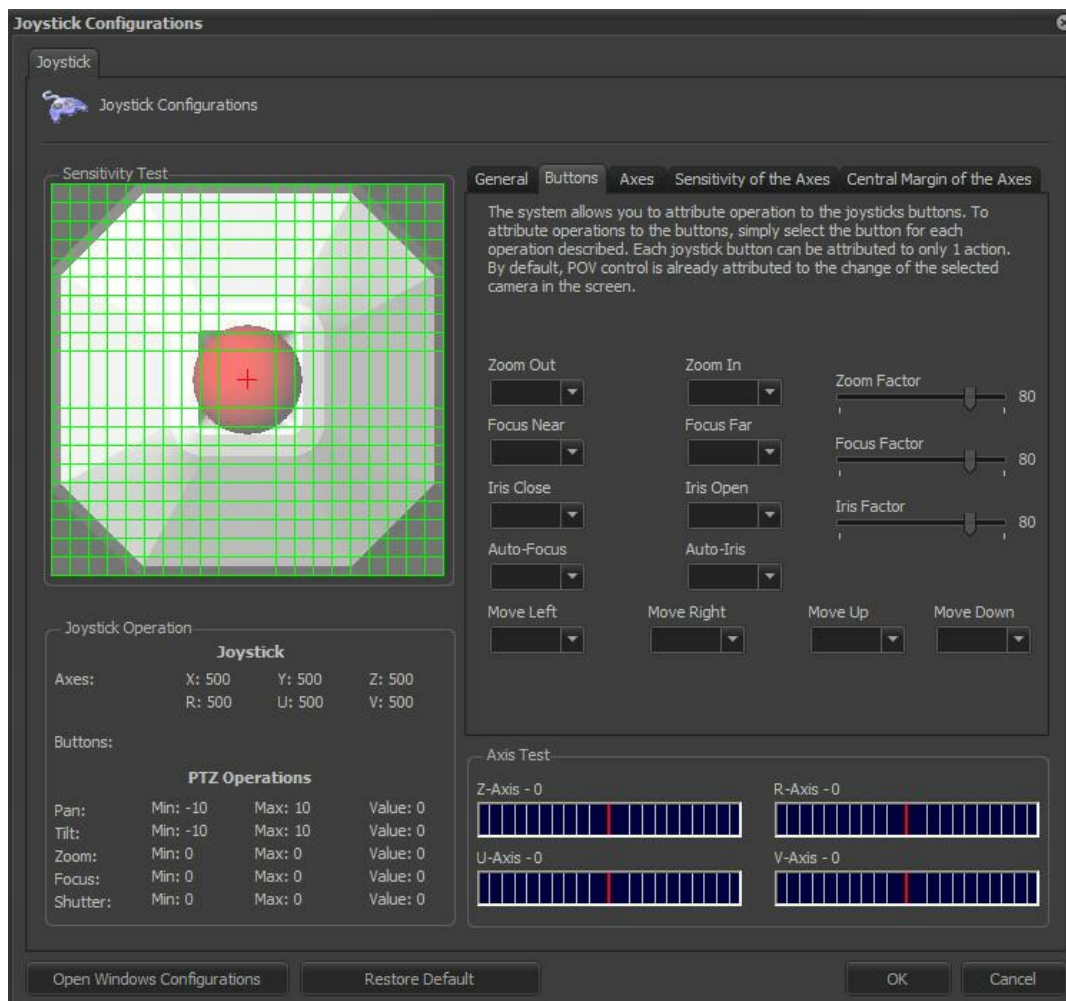 Joystick Configurations
Joystick
Joystick Configurations
Sensitivity Test
General Buttons Axes Sensitivity of the Axes Central Margin of the Axes
The system allows you to attribute operation to the joysticks buttons. To
attribute operations to the buttons, simply select the button for each
operation described. Each joystick button can be attributed to only 1 action.
By default, POV control is already attributed to the change of the selected
camera in the screen.
Zoom Out Zoom In Zoom Factor 80
Focus Near Focus Far Focus Factor 80
Iris Close Iris Open Iris Factor 80
Auto-Focus Auto-Iris
Move Left Move Right Move Up Move Down
Joystick Operation
Joystick
Axes: X: 500 Y: 500 Z: 500
R: 500 U: 500 V: 500
Buttons:
PTZ Operations
Pan: Min: -10 Max: 10 Value: 0
Tilt: Min: -10 Max: 10 Value: 0
Zoom: Min: 0 Max: 0 Value: 0
Focus: Min: 0 Max: 0 Value: 0
Shutter: Min: 0 Max: 0 Value: 0
Axis Test
Z-Axis - 0 R-Axis - 0
U-Axis - 0 V-Axis - 0
Open Windows Configurations Restore Default OK Cancel